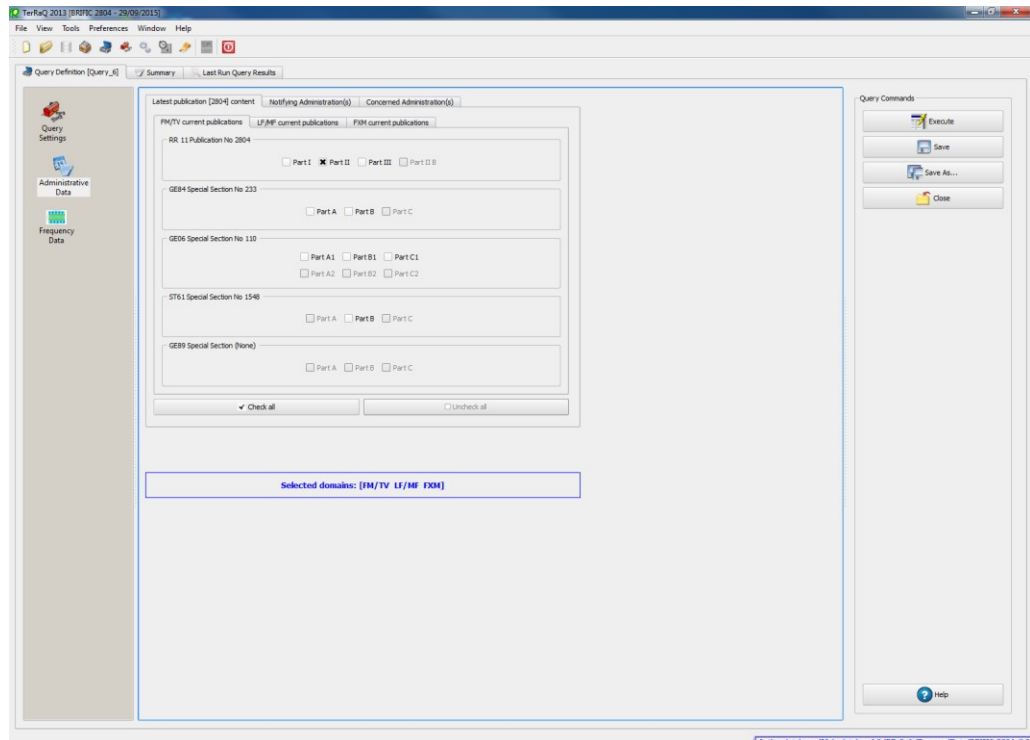 TerRaQ 2013 [BRIFIC 2804 - 29/09/2015]
File View Tools Preferences Window Help
Query Definition [Query_6] Summary Last Run Query Results
Query Settings
Administrative Data
Frequency Data
Latest publication [2804] content Notifying Administration(s) Concerned Administration(s)
FM/TV current publications LF/MF current publications FXM current publications
RR 11 Publication No 2804
Part I Part II Part III Part II B
GE84 Special Section No 233
Part A Part B Part C
GE06 Special Section No 110
Part A1 Part B1 Part C1
Part A2 Part B2 Part C2
ST61 Special Section No 1548
Part A Part B Part C
GE89 Special Section (None)
Part A Part B Part C
Check all Uncheck all
Selected domains: [FM/TV LF/MF FXM]
Query Commands
Execute
Save
Save As...
Close
Help